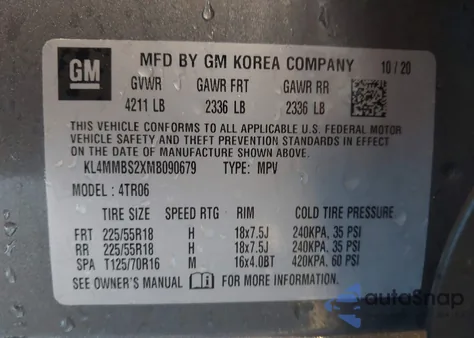 GM
MFD BY GM KOREA COMPANY 10/20
GVWR GAWR FRT GAWR RR
4211 LB 2336 LB 2336 LB
THIS VEHICLE CONFORMS TO ALL APPLICABLE U.S. FEDERAL MOTOR
VEHICLE SAFETY AND THEFT PREVENTION STANDARDS IN EFFECT ON
THE DATE OF MANUFACTURE SHOWN ABOVE.
KL4MMBS2XMB090679 TYPE: MPV
MODEL : 4TR06
TIRE SIZE SPEED RTG RIM COLD TIRE PRESSURE
FRT 225/55R18 H 18x7.5J 240KPA, 35 PSI
RR 225/55R18 H 18x7.5J 240KPA, 35 PSI
SPA T125/70R16 M 16x4.0BT 420KPA, 60 PSI
SEE OWNER'S MANUAL FOR MORE INFORMATION.
autoSnap